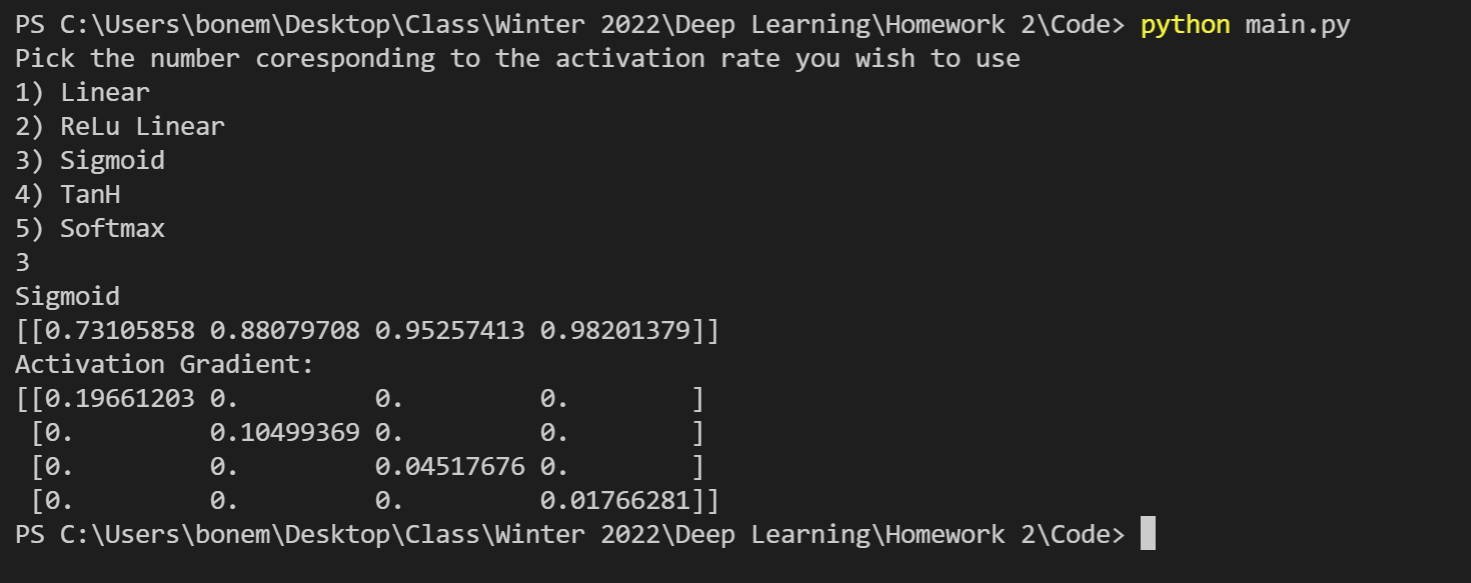 PS C:\Users\bonem\Desktop\Class\Winter 2022\Deep Learning\Homework 2\Code> python main.py
Pick the number coresponding to the activation rate you wish to use
1) Linear
2) ReLu Linear
3) Sigmoid
4) TanH
5) Softmax
3
Sigmoid
[[0.73105858 0.88079708 0.95257413 0.98201379]]
Activation Gradient:
[[0.19661203 0.         0.         0.        ]
 [0.         0.10499369 0.         0.        ]
 [0.         0.         0.04517676 0.        ]
 [0.         0.         0.         0.01766281]]
PS C:\Users\bonem\Desktop\Class\Winter 2022\Deep Learning\Homework 2\Code>